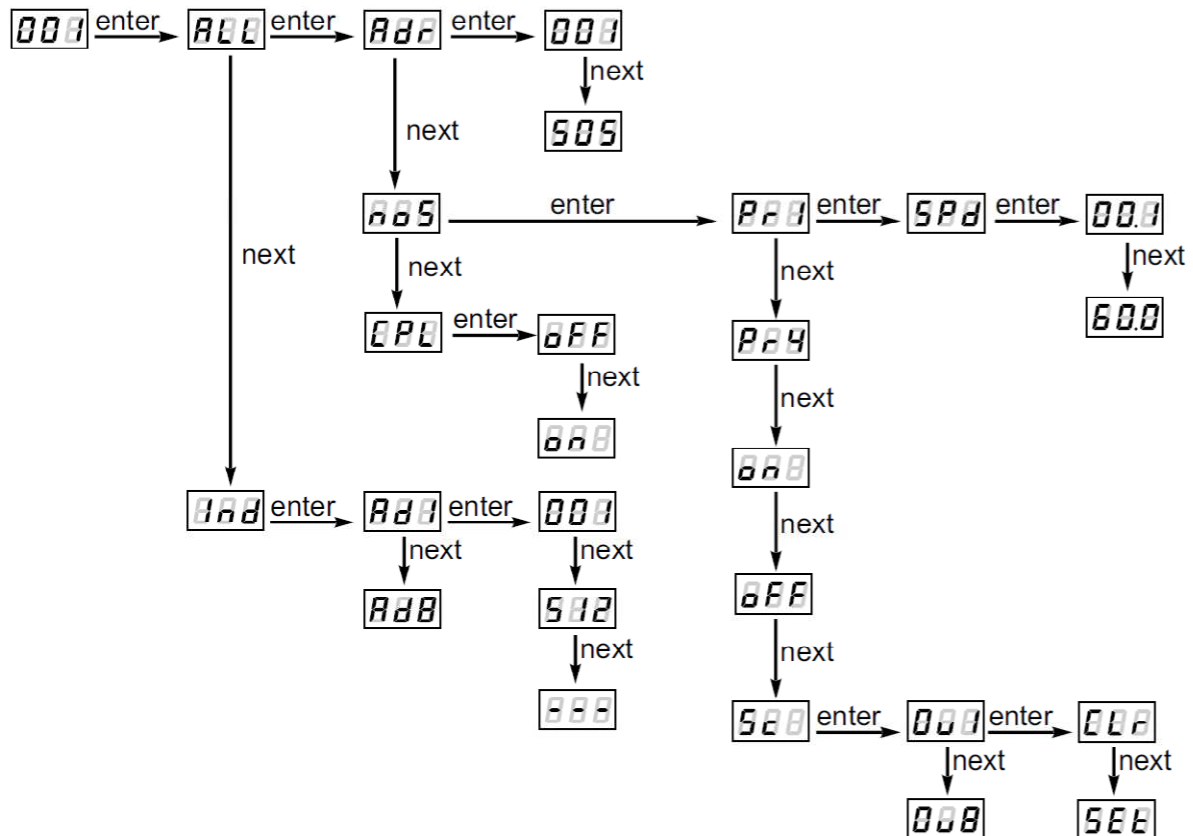 001 enter ALL enter Adr enter 001
next
505
next
noS enter Pr1 enter SPd enter 00.1
next
next
next
next
60.0
CPL enter oFF
Pr4
next
next
on
on
Ind enter Ad1 enter 001
next
next
next
Ad8
512
oFF
next
next
---
Sc enter Ou1 enter CLr
next
next
Ou8
SEt